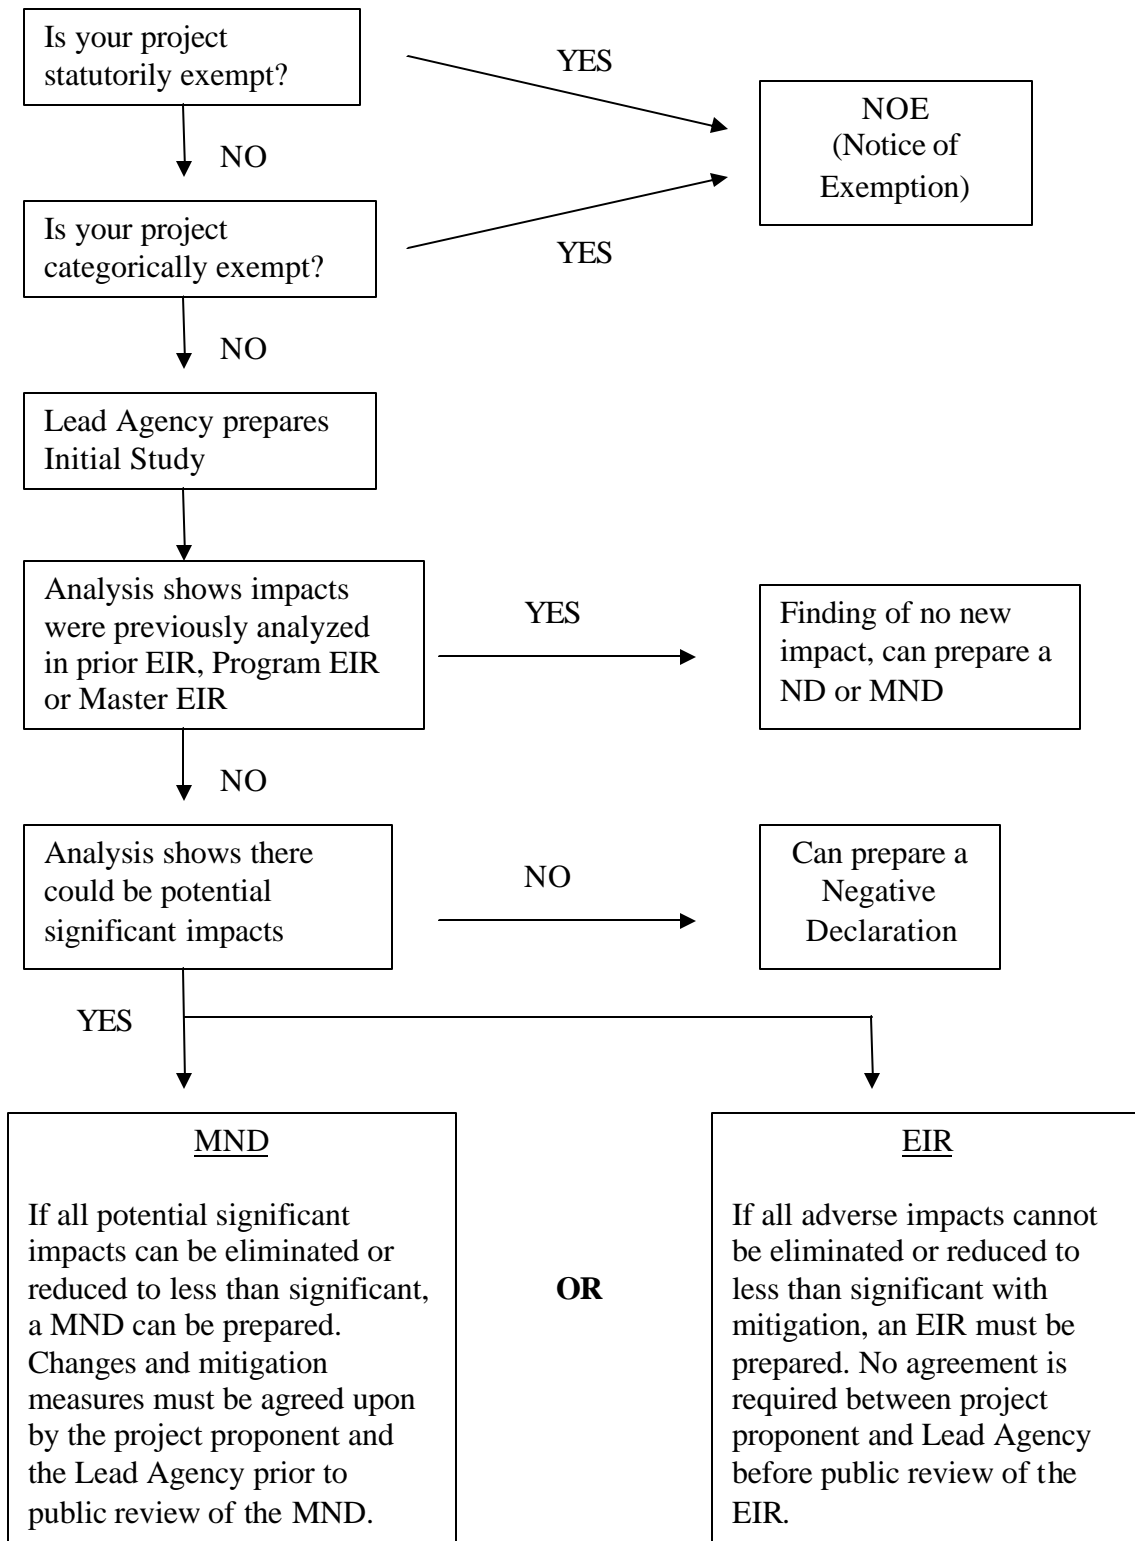 Is your project
statutorily exempt?
YES
NOE
(Notice of
Exemption)
NO
Is your project
categorically exempt?
YES
NO
Lead Agency prepares
Initial Study
Analysis shows impacts
were previously analyzed
in prior EIR, Program EIR
or Master EIR
YES
Finding of no new
impact, can prepare a
ND or MND
NO
Analysis shows there
could be potential
significant impacts
NO
Can prepare a
Negative
Declaration
YES
MND
If all potential significant
impacts can be eliminated or
reduced to less than significant,
a MND can be prepared.
Changes and mitigation
measures must be agreed upon
by the project proponent and
the Lead Agency prior to
public review of the MND.
OR
EIR
If all adverse impacts cannot
be eliminated or reduced to
less than significant with
mitigation, an EIR must be
prepared. No agreement is
required between project
proponent and Lead Agency
before public review of the
EIR.